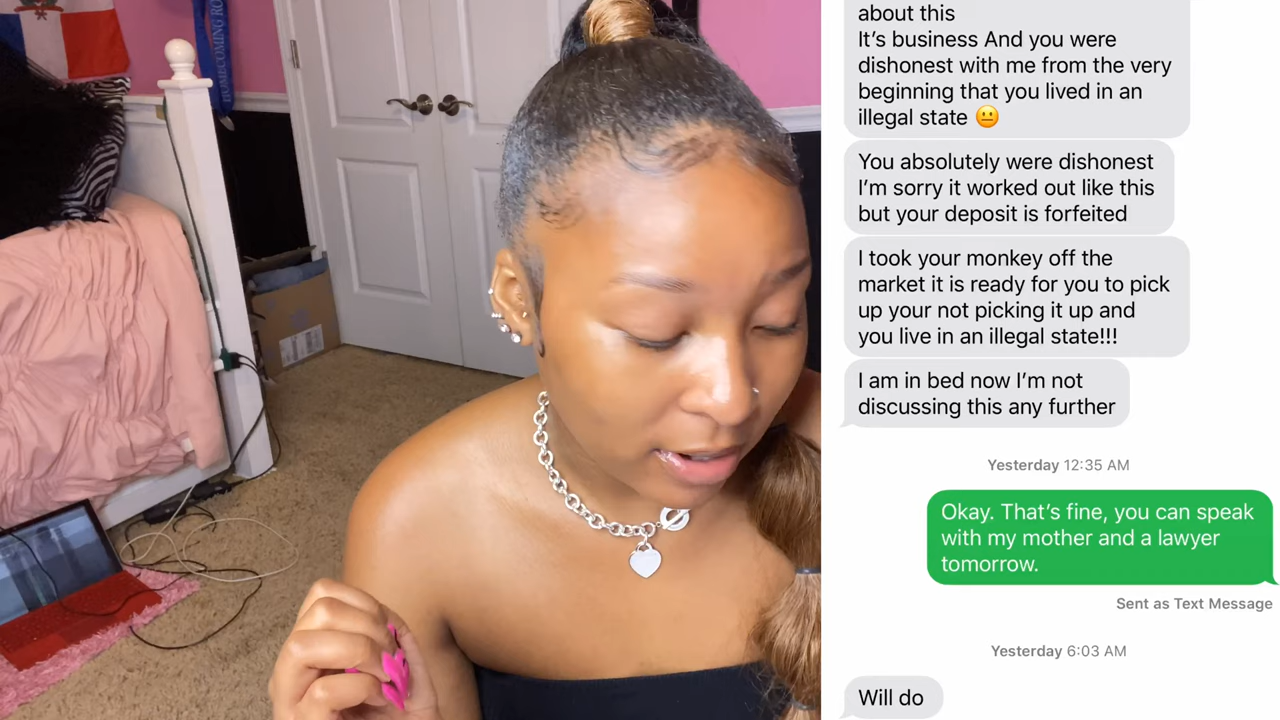 HOMECOMING RO
about this
It’s business And you were
dishonest with me from the very
beginning that you lived in an
illegal state 😐
You absolutely were dishonest
I’m sorry it worked out like this
but your deposit is forfeited
I took your monkey off the
market it is ready for you to pick
up your not picking it up and
you live in an illegal state!!!
I am in bed now I’m not
discussing this any further
Yesterday 12:35 AM
Okay. That’s fine, you can speak
with my mother and a lawyer
tomorrow.
Sent as Text Message
Yesterday 6:03 AM
Will do